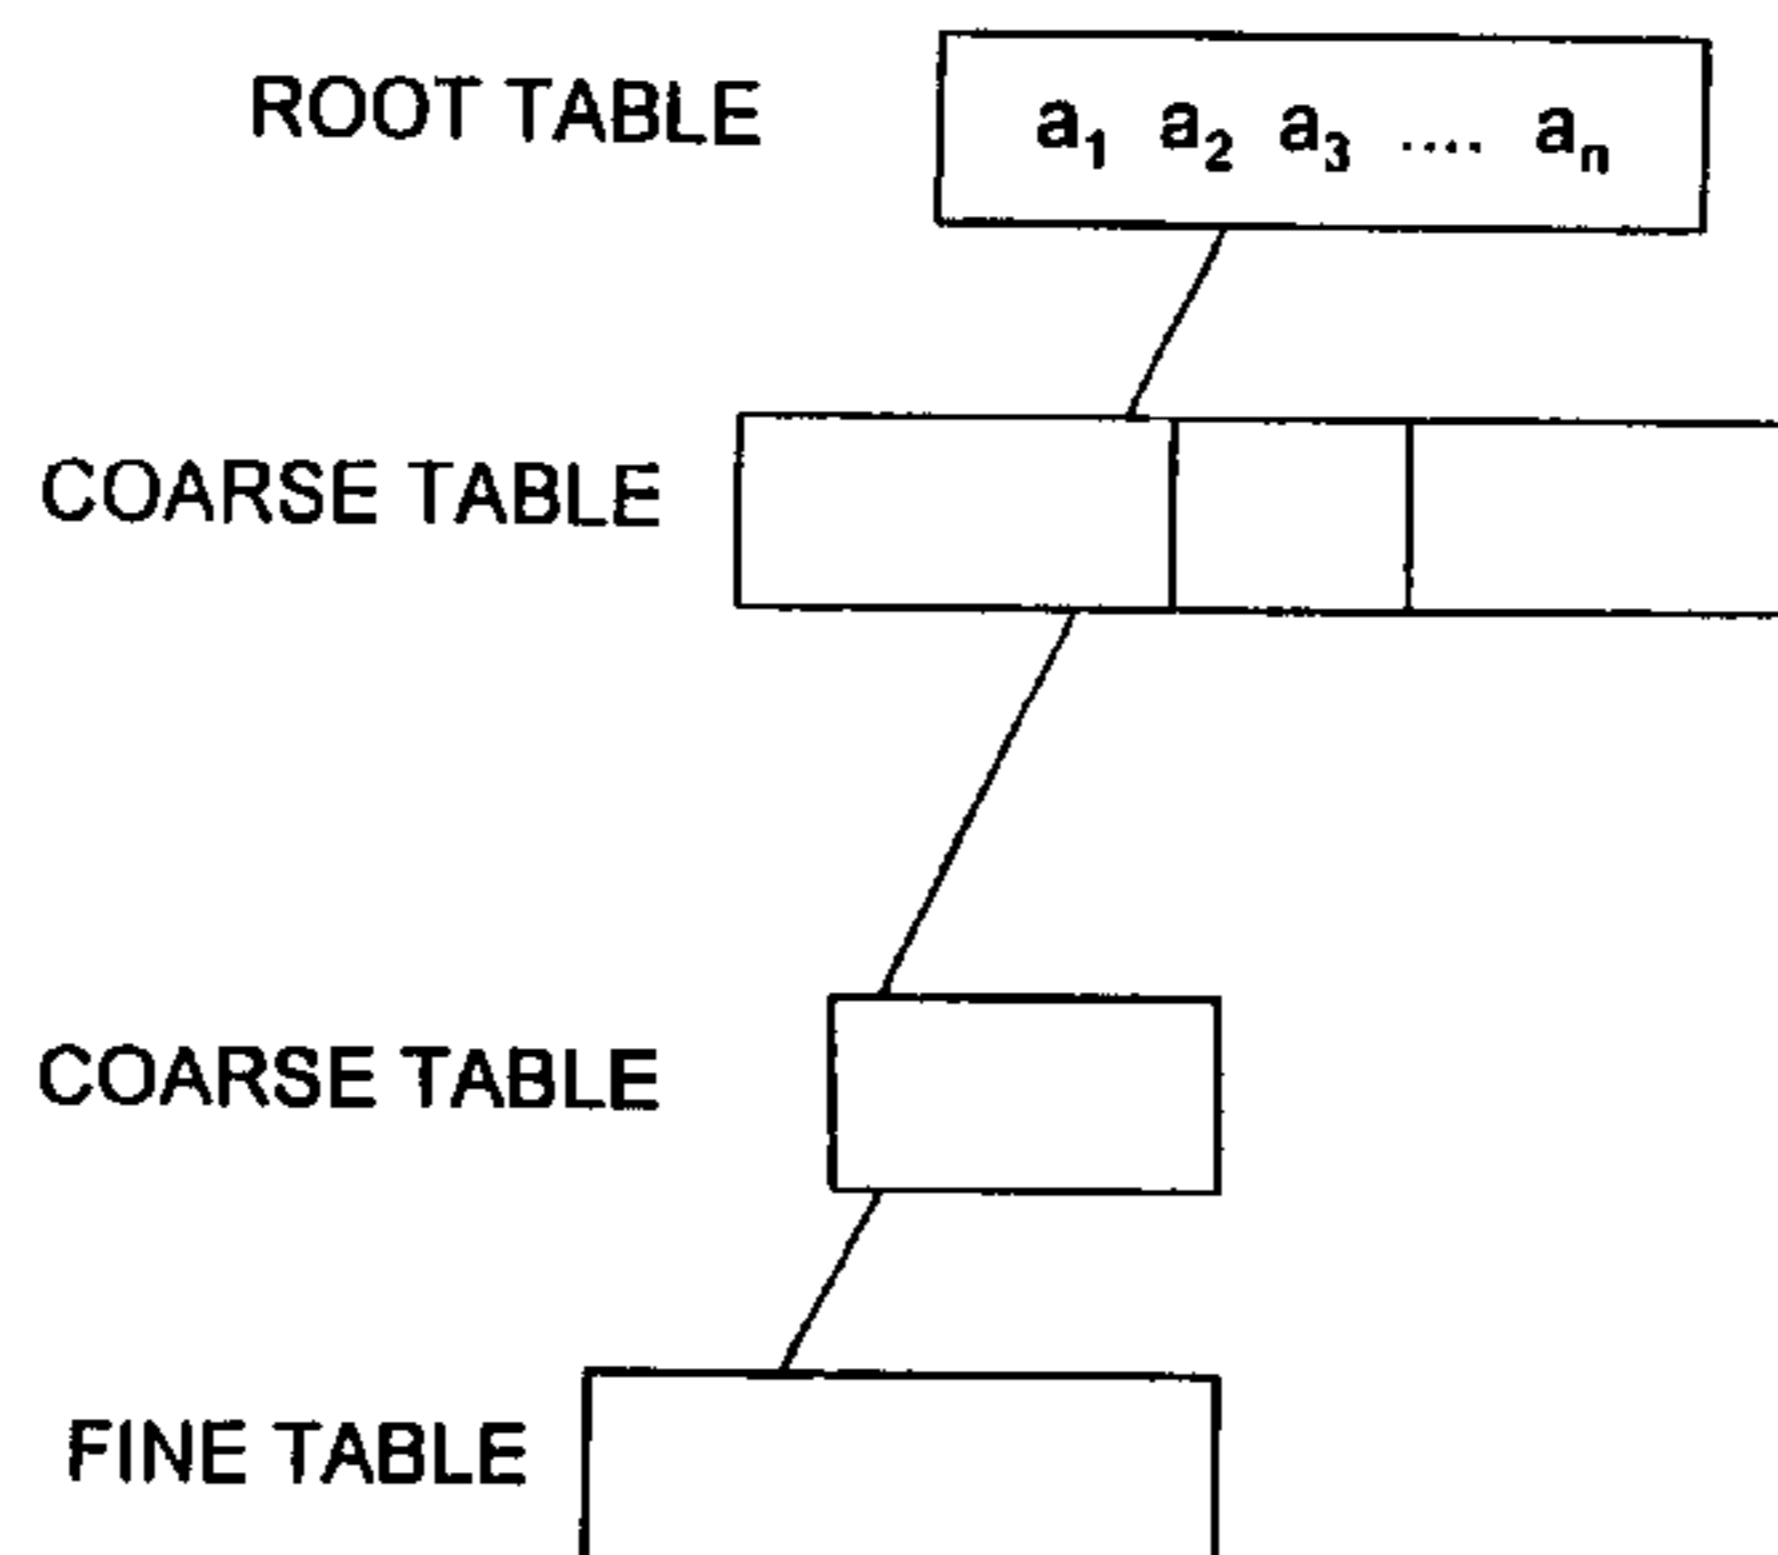 ROOT TABLE a₁ a₂ a₃ .... aₙ
COARSE TABLE
COARSE TABLE
FINE TABLE